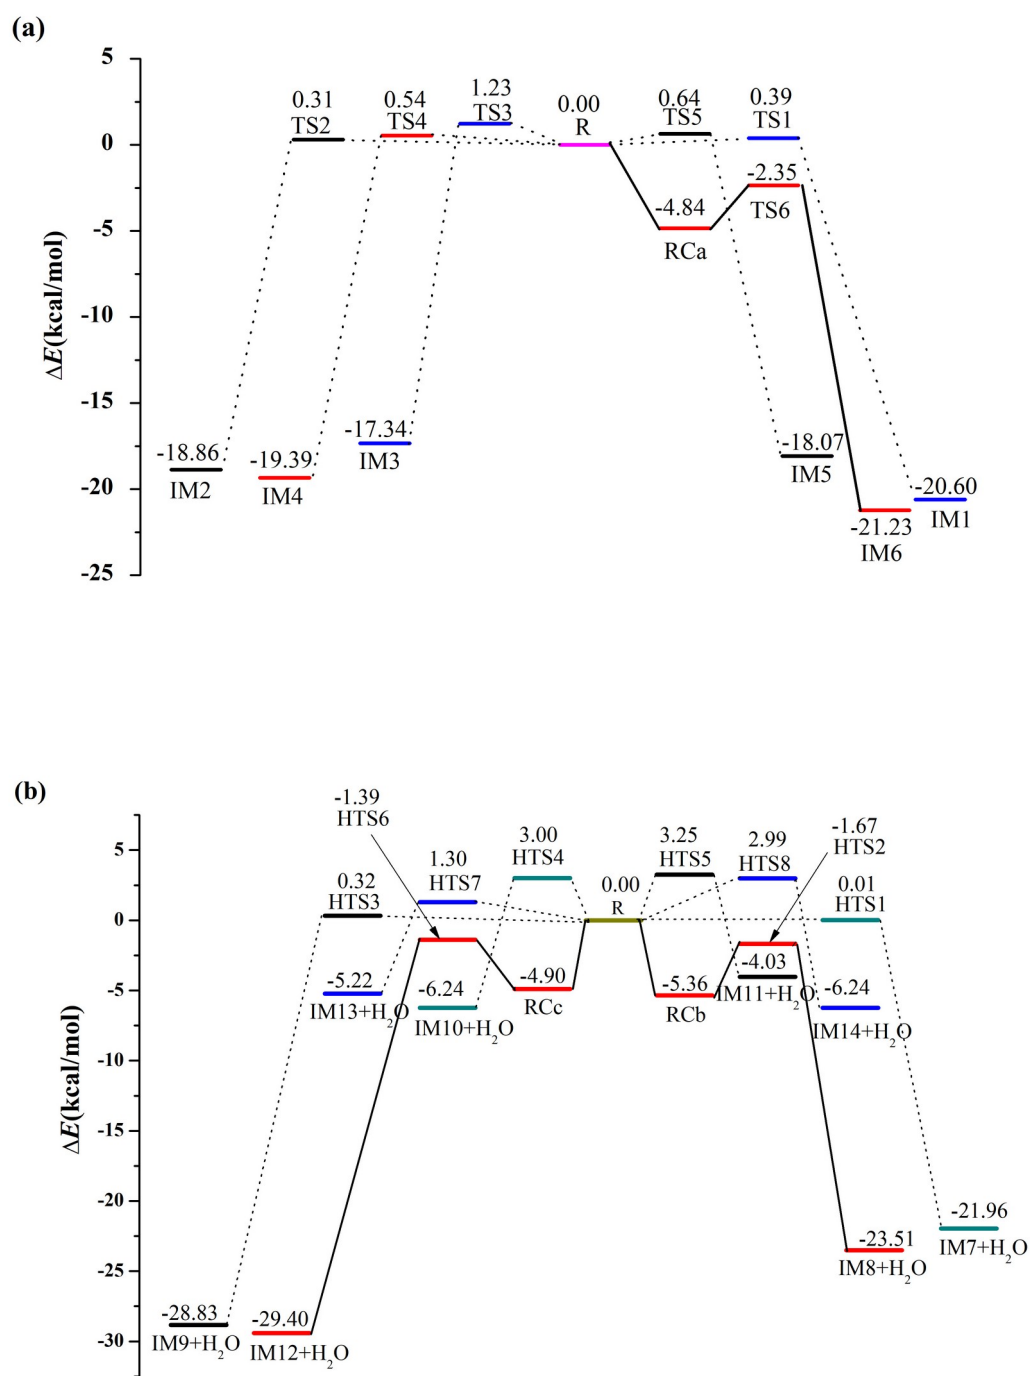 (a)
5
0
-5
-10
-15
-20
-25
ΔE(kcal/mol)
0.31
TS2
0.54
TS4
1.23
TS3
0.00
R
0.64
TS5
0.39
TS1
-2.35
TS6
-4.84
RCa
-18.86
IM2
-19.39
IM4
-17.34
IM3
-18.07
IM5
-21.23
IM6
-20.60
IM1
(b)
5
0
-5
-10
-15
-20
-25
-30
ΔE(kcal/mol)
-1.39
HTS6
0.32
HTS3
1.30
HTS7
3.00
HTS4
0.00
R
3.25
HTS5
2.99
HTS8
-1.67
HTS2
0.01
HTS1
-5.22
IM13+H₂O
-6.24
IM10+H₂O
-4.90
RCc
-5.36
RCb
-4.03
IM11+H₂O
-6.24
IM14+H₂O
-28.83
IM9+H₂O
-29.40
IM12+H₂O
-23.51
IM8+H₂O
-21.96
IM7+H₂O